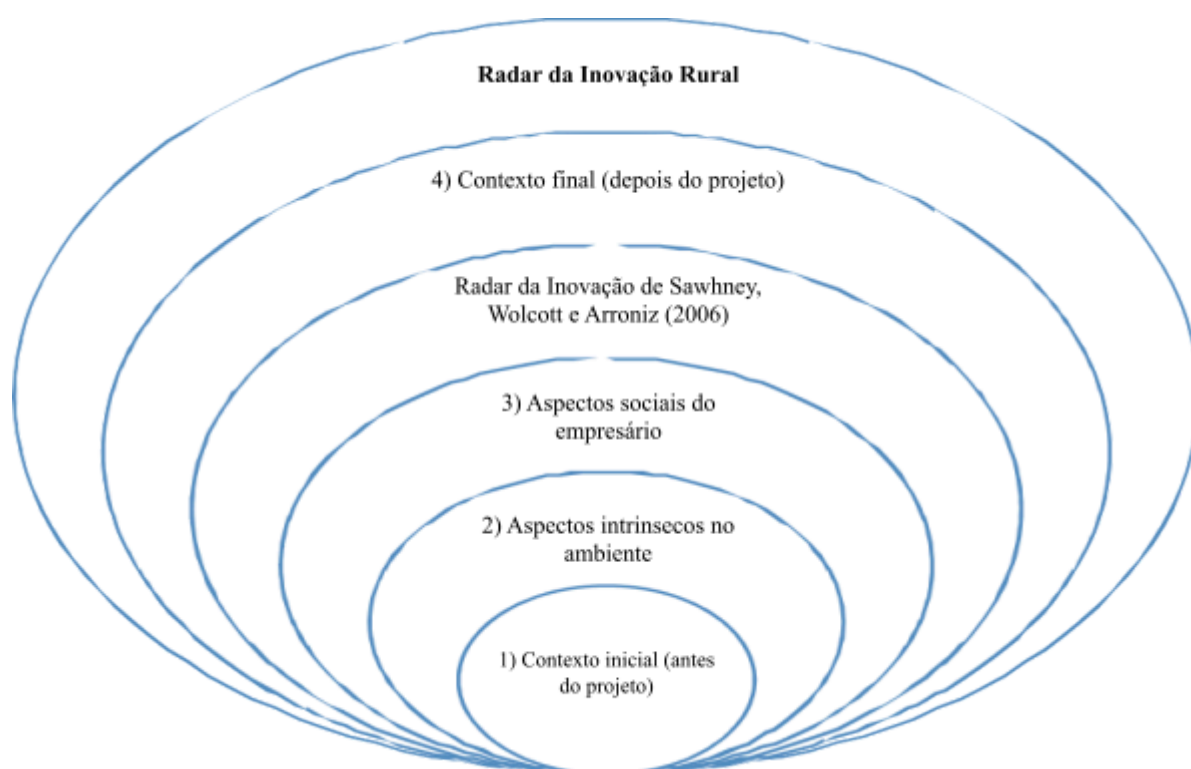 Radar da Inovação Rural
4) Contexto final (depois do projeto)
Radar da Inovação de Sawhney,
Wolcott e Arroniz (2006)
3) Aspectos sociais do
empresário
2) Aspectos intrinsecos no
ambiente
1) Contexto inicial (antes
do projeto)